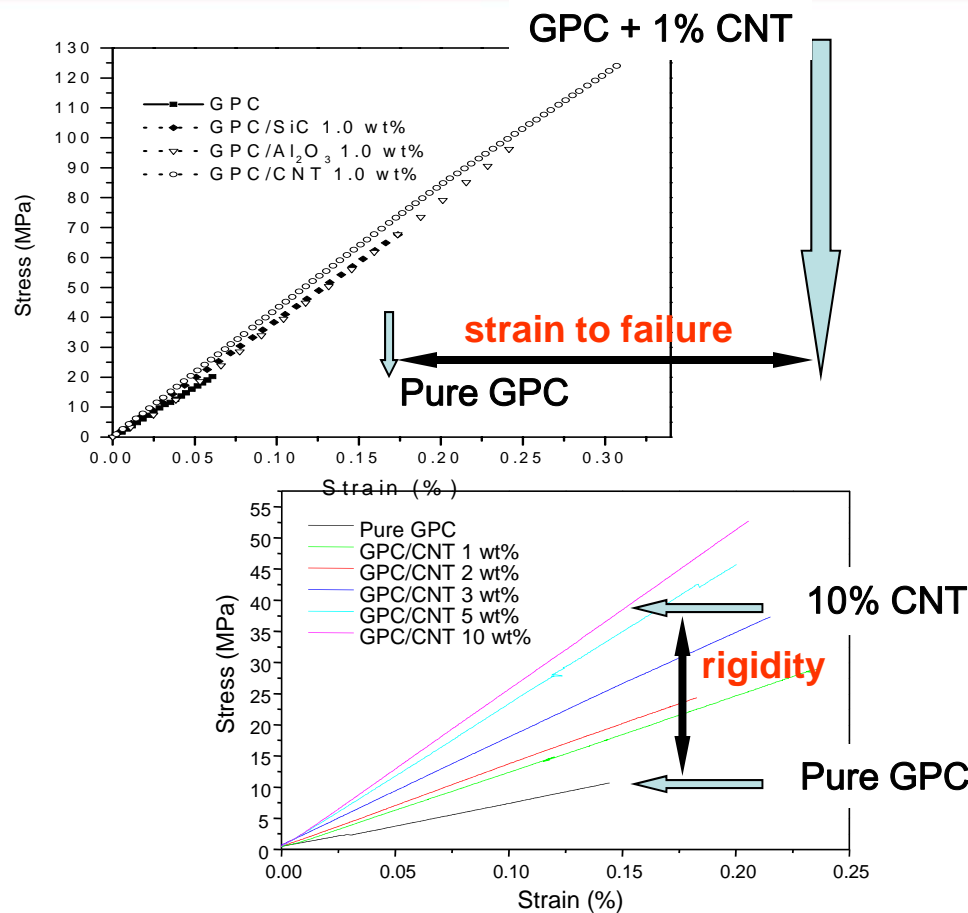 GPC + 1% CNT
130
120
110
100
90
80
70
60
50
40
30
20
10
0
Stress (MPa)
GPC
GPC/SiC 1.0 wt%
GPC/Al₂O₃ 1.0 wt%
GPC/CNT 1.0 wt%
strain to failure
Pure GPC
0.00 0.05 0.10 0.15 0.20 0.25 0.30
Strain (%)
55
50
45
40
35
30
25
20
15
10
5
0
Stress (MPa)
Pure GPC
GPC/CNT 1 wt%
GPC/CNT 2 wt%
GPC/CNT 3 wt%
GPC/CNT 5 wt%
GPC/CNT 10 wt%
10% CNT
rigidity
Pure GPC
0.00 0.05 0.10 0.15 0.20 0.25
Strain (%)